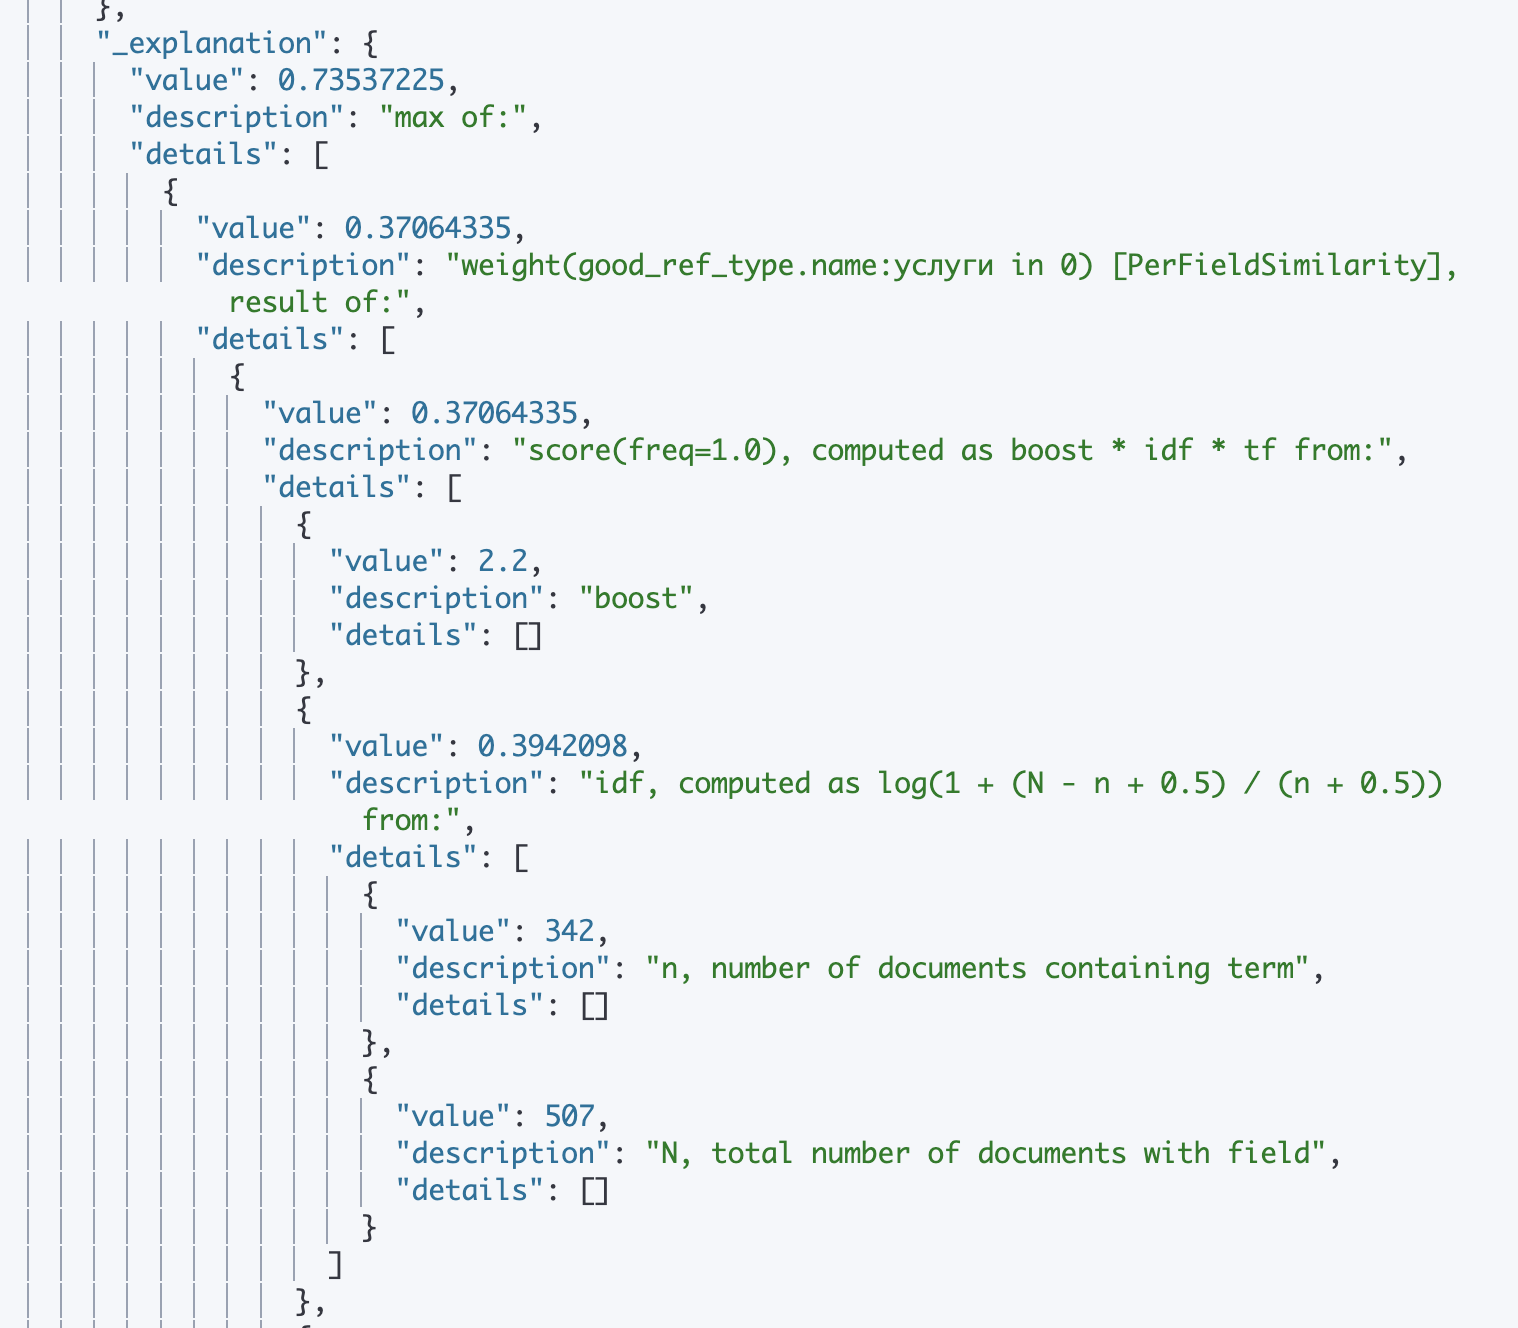 },
"_explanation": {
"value": 0.73537225,
"description": "max of:",
"details": [
{
"value": 0.37064335,
"description": "weight(good_ref_type.name:услуги in 0) [PerFieldSimilarity],
result of:",
"details": [
{
"value": 0.37064335,
"description": "score(freq=1.0), computed as boost * idf * tf from:",
"details": [
{
"value": 2.2,
"description": "boost",
"details": []
},
{
"value": 0.3942098,
"description": "idf, computed as log(1 + (N - n + 0.5) / (n + 0.5))
from:",
"details": [
{
"value": 342,
"description": "n, number of documents containing term",
"details": []
},
{
"value": 507,
"description": "N, total number of documents with field",
"details": []
}
]
},